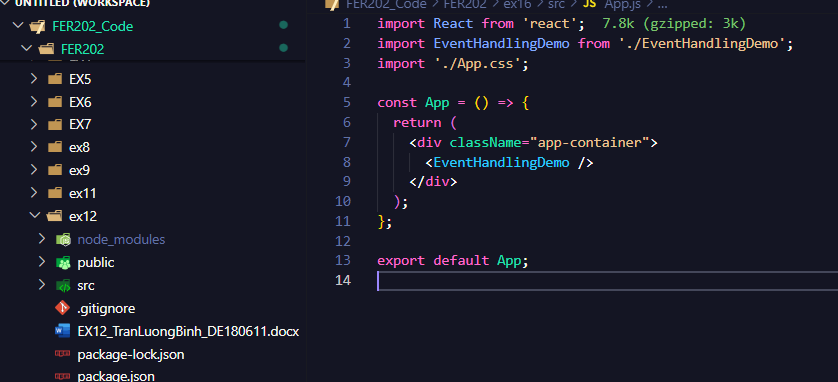 UNTITLED (WORKSPACE)
FER202_Code
FER202
EX5
EX6
EX7
ex8
ex9
ex11
ex12
node_modules
public
src
.gitignore
EX12_TranLuongBinh_DE180611.docx
package-lock.json
package.json
FER202_Code > FER202 > ex16 > src > JS App.js > ...
1 import React from 'react'; 7.8k (gzipped: 3k)
2 import EventHandlingDemo from './EventHandlingDemo';
3 import './App.css';
4
5 const App = () => {
6 return (
7 <div className="app-container">
8 <EventHandlingDemo />
9 </div>
10 );
11 };
12
13 export default App;
14